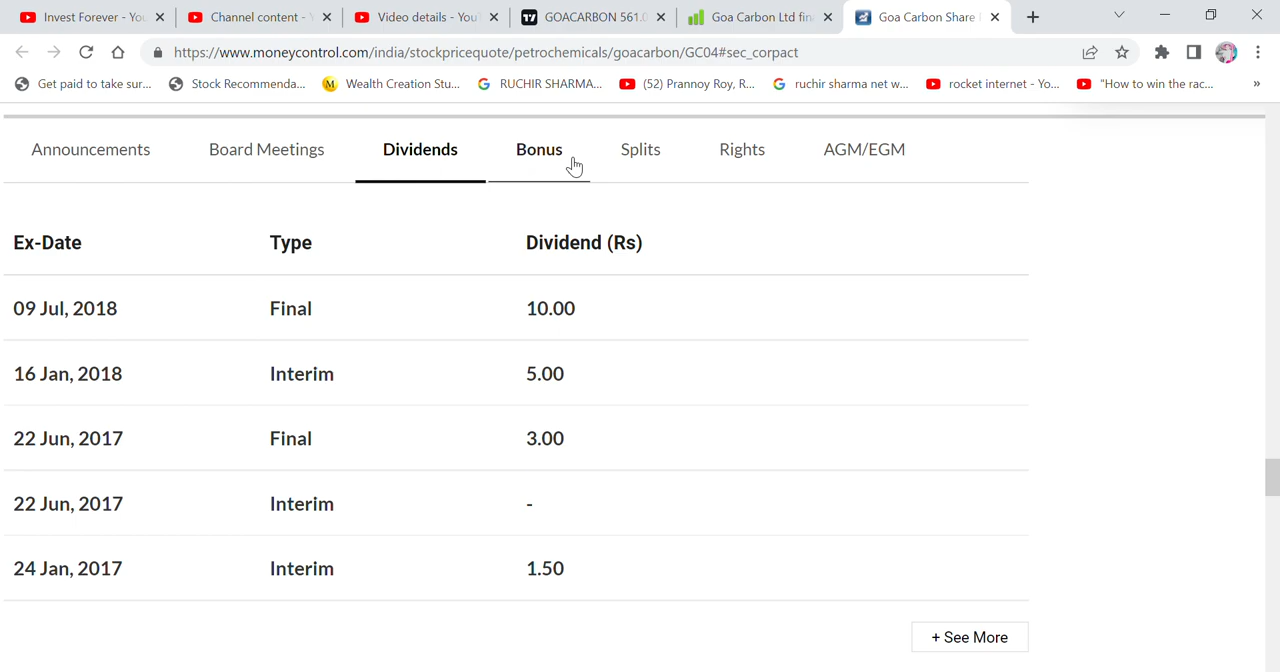 Invest Forever - You
Channel content - Y
Video details - YouT
GOACARBON 561.0
Goa Carbon Ltd fin
Goa Carbon Share
https://www.moneycontrol.com/india/stockpricequote/petrochemicals/goacarbon/GC04#sec_corpact
Get paid to take sur...
Stock Recommenda...
M
Wealth Creation Stu...
RUCHIR SHARMA...
(52) Prannoy Roy, R...
ruchir sharma net w...
rocket internet - Yo...
"How to win the rac...
»
Announcements Board Meetings Dividends Bonus Splits Rights AGM/EGM
Ex-Date Type Dividend (Rs)
09 Jul, 2018 Final 10.00
16 Jan, 2018 Interim 5.00
22 Jun, 2017 Final 3.00
22 Jun, 2017 Interim -
24 Jan, 2017 Interim 1.50
+ See More